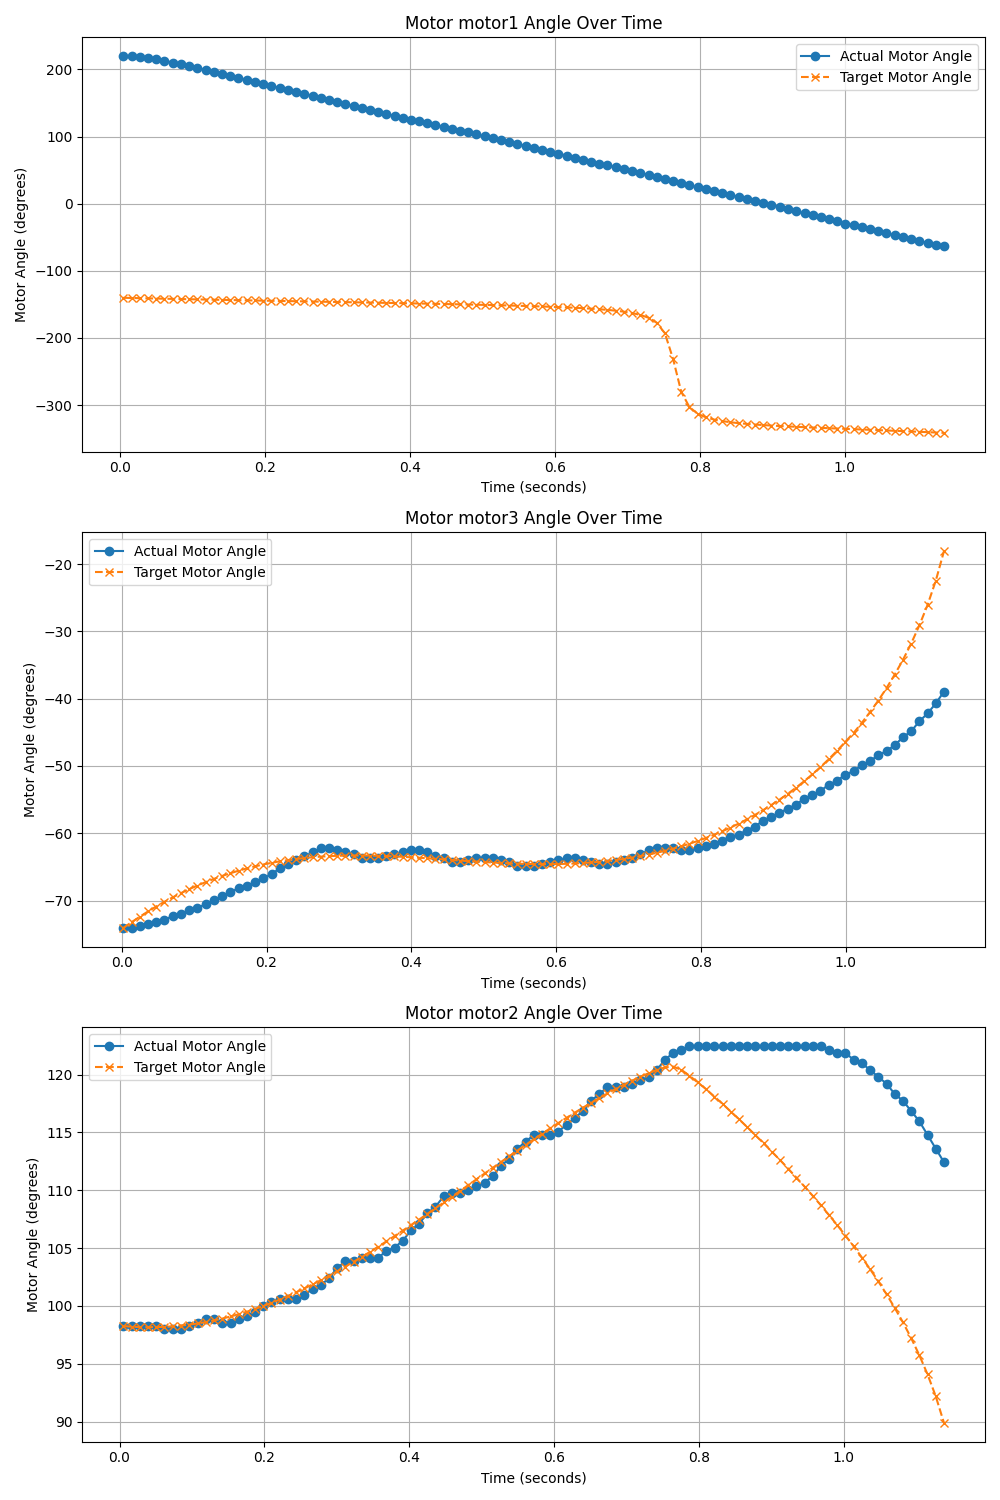 Motor motor1 Angle Over Time
Actual Motor Angle
Target Motor Angle
Motor Angle (degrees)
200
100
0
−100
−200
−300
0.0 0.2 0.4 0.6 0.8 1.0
Time (seconds)
Motor motor3 Angle Over Time
Actual Motor Angle
Target Motor Angle
Motor Angle (degrees)
−20
−30
−40
−50
−60
−70
0.0 0.2 0.4 0.6 0.8 1.0
Time (seconds)
Motor motor2 Angle Over Time
Actual Motor Angle
Target Motor Angle
Motor Angle (degrees)
120
115
110
105
100
95
90
0.0 0.2 0.4 0.6 0.8 1.0
Time (seconds)